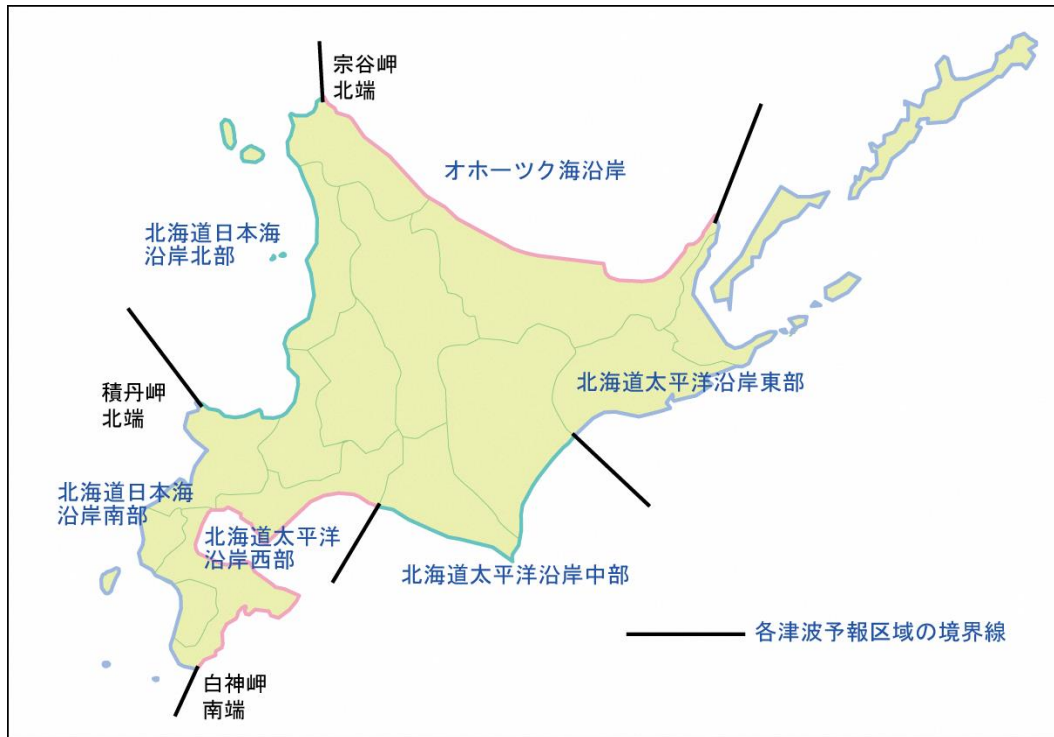 宗谷岬
北端
オホーツク海沿岸
北海道日本海
沿岸北部
積丹岬
北端
北海道太平洋沿岸東部
北海道日本海
沿岸南部
北海道太平洋
沿岸西部
北海道太平洋沿岸中部
各津波予報区域の境界線
白神岬
南端